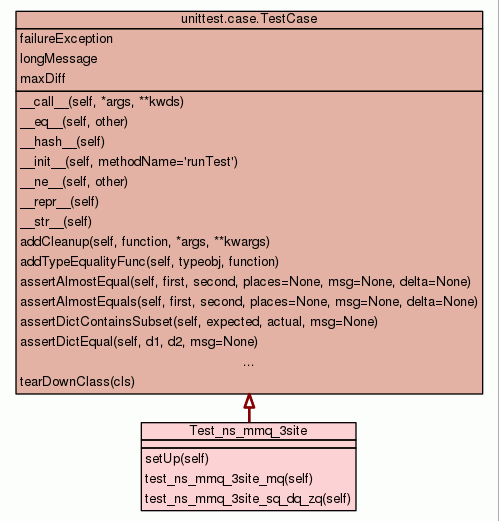 unittest.case.TestCase
failureException
longMessage
maxDiff
__call__(self, *args, **kwds)
__eq__(self, other)
__hash__(self)
__init__(self, methodName='runTest')
__ne__(self, other)
__repr__(self)
__str__(self)
addCleanup(self, function, *args, **kwargs)
addTypeEqualityFunc(self, typeobj, function)
assertAlmostEqual(self, first, second, places=None, msg=None, delta=None)
assertAlmostEquals(self, first, second, places=None, msg=None, delta=None)
assertDictContainsSubset(self, expected, actual, msg=None)
assertDictEqual(self, d1, d2, msg=None)
...
tearDownClass(cls)
Test_ns_mmq_3site
setUp(self)
test_ns_mmq_3site_mq(self)
test_ns_mmq_3site_sq_dq_zq(self)